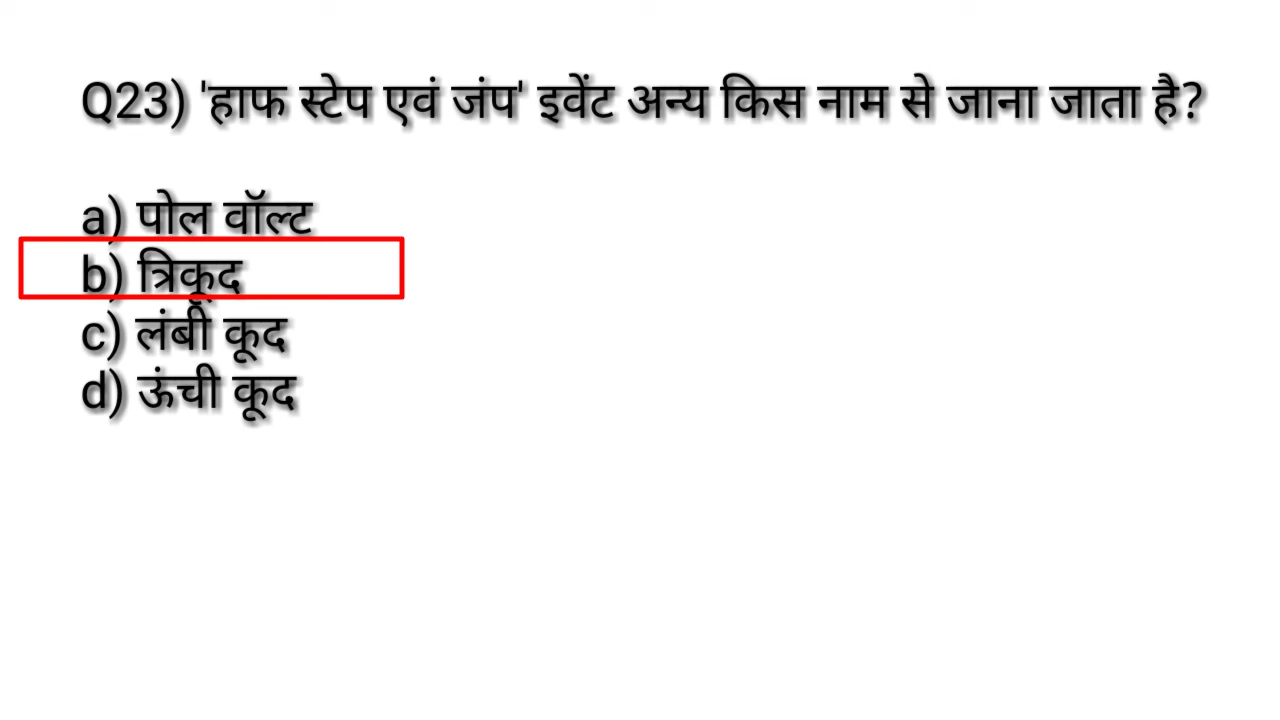 Q23) 'हाफ स्टेप एवं जंप' इवेंट अन्य किस नाम से जाना जाता है?
a) पोल वॉल्ट
b) त्रिकूद
c) लंबी कूद
d) ऊंची कूद